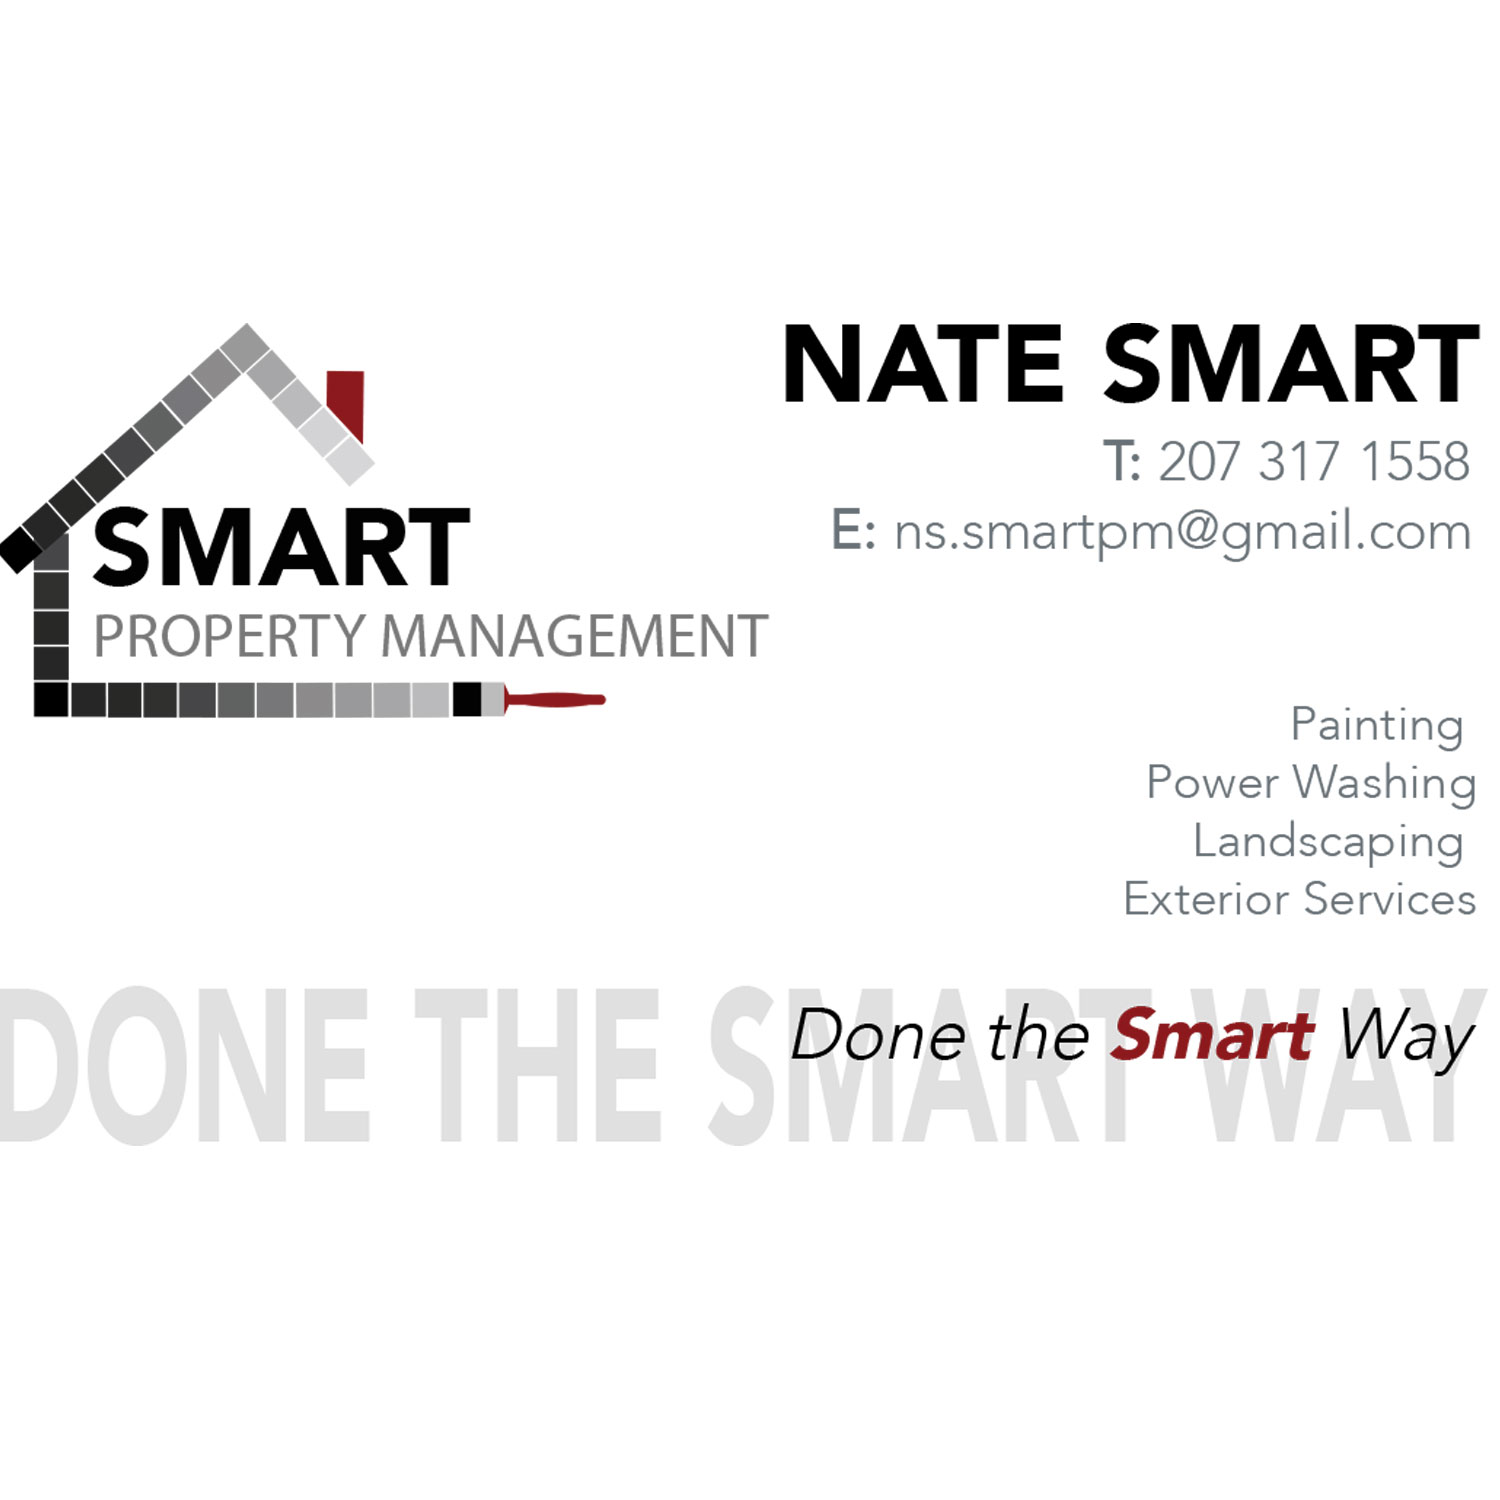 SMART
PROPERTY MANAGEMENT
NATE SMART
T: 207 317 1558
E: ns.smartpm@gmail.com
Painting
Power Washing
Landscaping
Exterior Services
Done the Smart Way
DONE THE SMART WAY